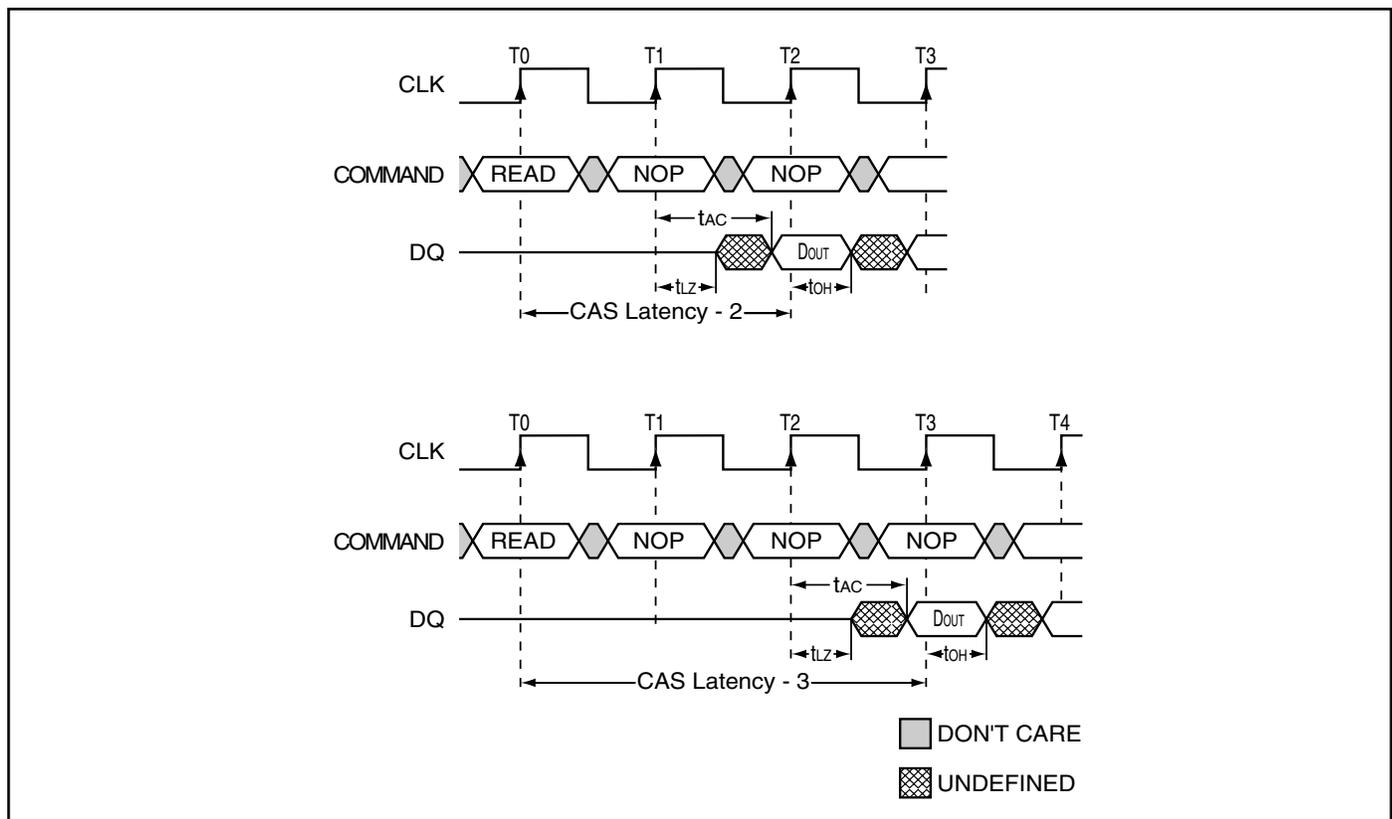 T0 T1 T2 T3
CLK
COMMAND READ NOP NOP
tAC
DQ DOUT
tLZ tOH
CAS Latency - 2
T0 T1 T2 T3 T4
CLK
COMMAND READ NOP NOP NOP
tAC
DQ DOUT
tLZ tOH
CAS Latency - 3
DON'T CARE
UNDEFINED